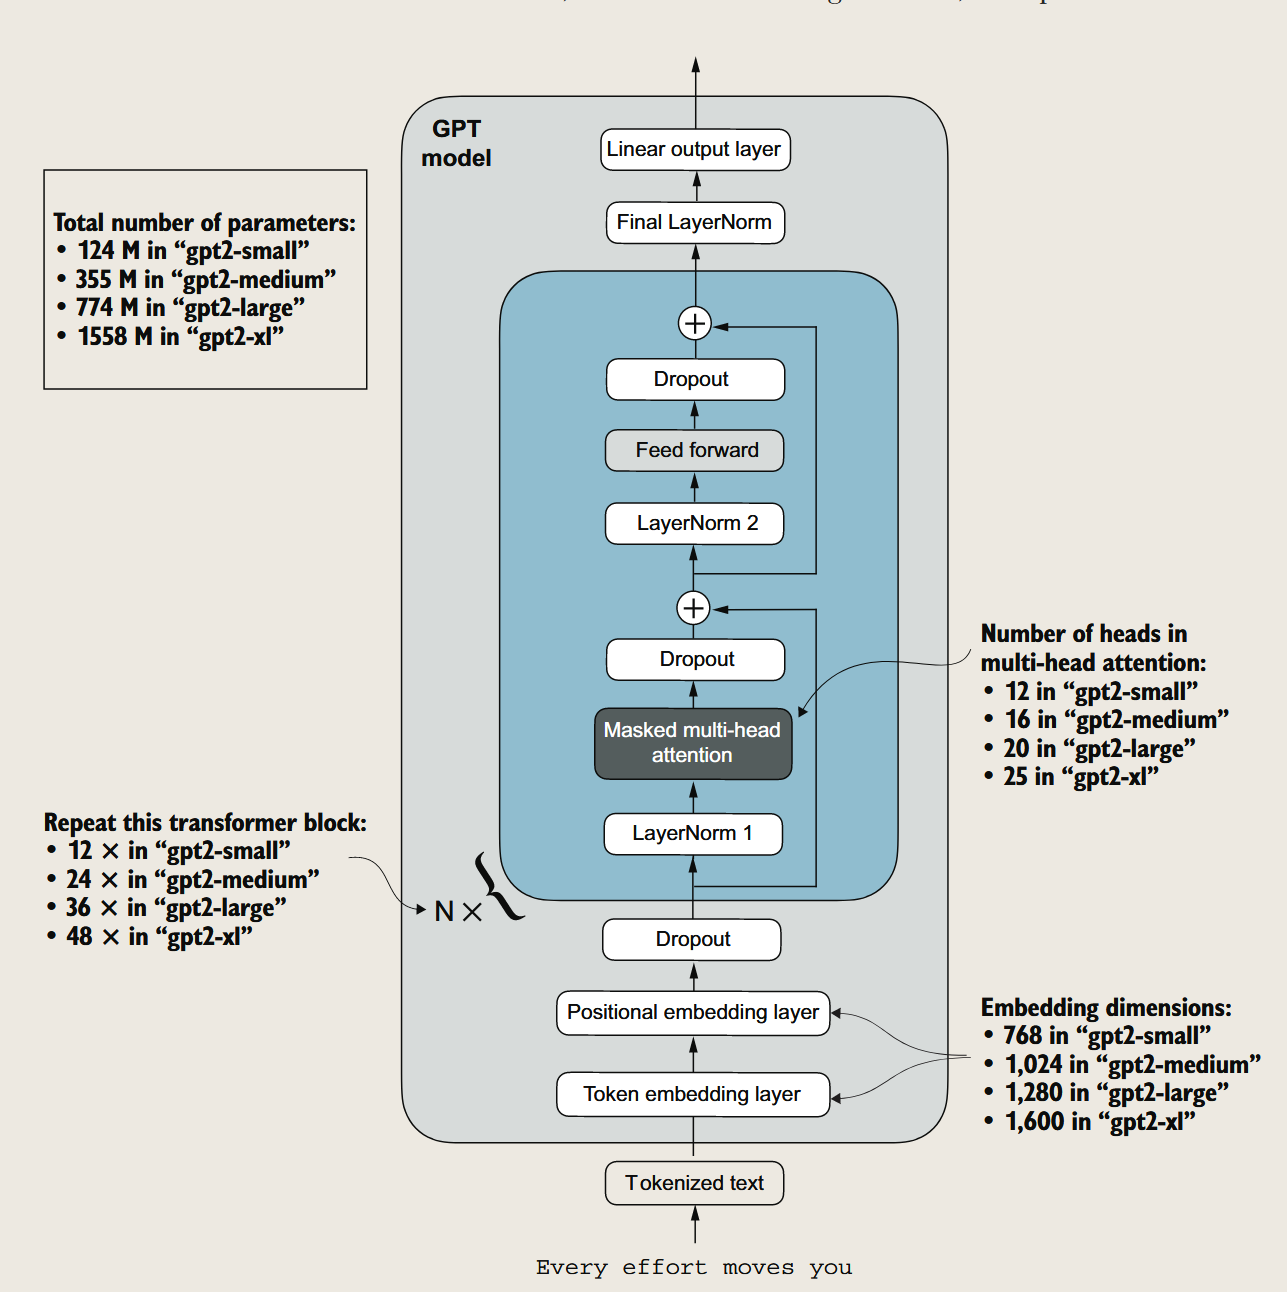 GPT
model
Linear output layer
Final LayerNorm
Total number of parameters:
• 124 M in “gpt2-small”
• 355 M in “gpt2-medium”
• 774 M in “gpt2-large”
• 1558 M in “gpt2-xl”
+
Dropout
Feed forward
LayerNorm 2
+
Dropout
Masked multi-head
attention
LayerNorm 1
Number of heads in
multi-head attention:
• 12 in “gpt2-small”
• 16 in “gpt2-medium”
• 20 in “gpt2-large”
• 25 in “gpt2-xl”
Repeat this transformer block:
• 12 × in “gpt2-small”
• 24 × in “gpt2-medium”
• 36 × in “gpt2-large”
• 48 × in “gpt2-xl”
N × {
Dropout
Positional embedding layer
Token embedding layer
Embedding dimensions:
• 768 in “gpt2-small”
• 1,024 in “gpt2-medium”
• 1,280 in “gpt2-large”
• 1,600 in “gpt2-xl”
Tokenized text
Every effort moves you